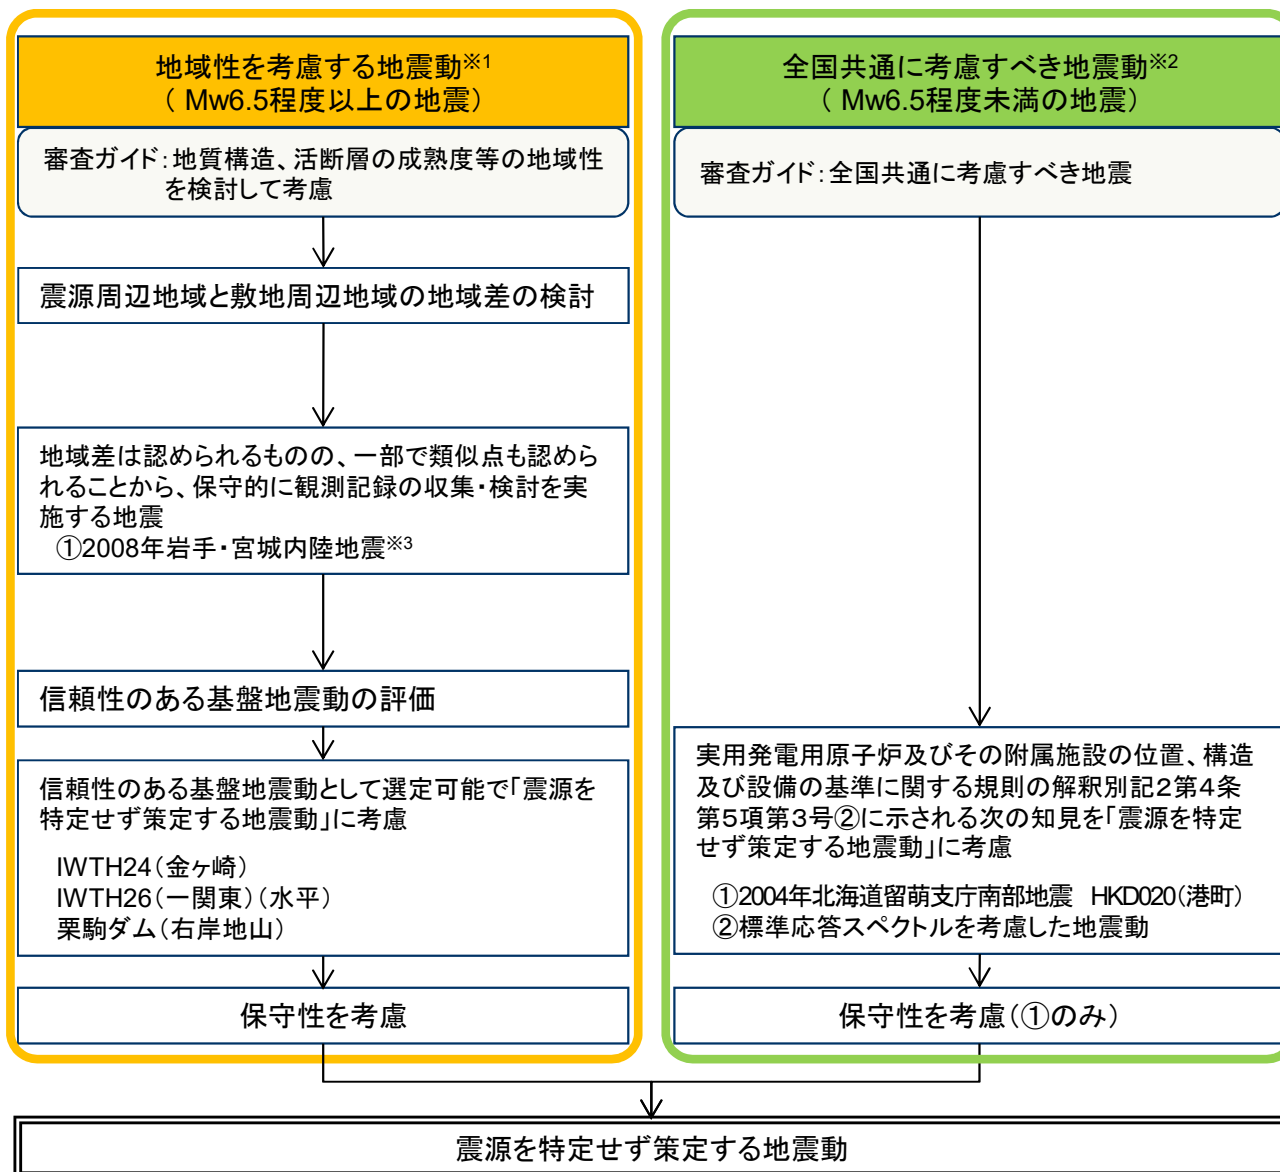 地域性を考慮する地震動※1
（ Mw6.5程度以上の地震）
審査ガイド：地質構造、活断層の成熟度等の地域性
を検討して考慮
震源周辺地域と敷地周辺地域の地域差の検討
地域差は認められるものの、一部で類似点も認めら
れることから、保守的に観測記録の収集・検討を実
施する地震
①2008年岩手・宮城内陸地震※3
信頼性のある基盤地震動の評価
信頼性のある基盤地震動として選定可能で「震源を
特定せず策定する地震動」に考慮
IWTH24（金ヶ崎）
IWTH26（一関東）（水平）
栗駒ダム（右岸地山）
保守性を考慮
全国共通に考慮すべき地震動※2
（ Mw6.5程度未満の地震）
審査ガイド：全国共通に考慮すべき地震
実用発電用原子炉及びその附属施設の位置、構造
及び設備の基準に関する規則の解釈別記２第４条
第５項第３号②に示される次の知見を「震源を特定
せず策定する地震動」に考慮
①2004年北海道留萌支庁南部地震　HKD020（港町）
②標準応答スペクトルを考慮した地震動
保守性を考慮（①のみ）
震源を特定せず策定する地震動